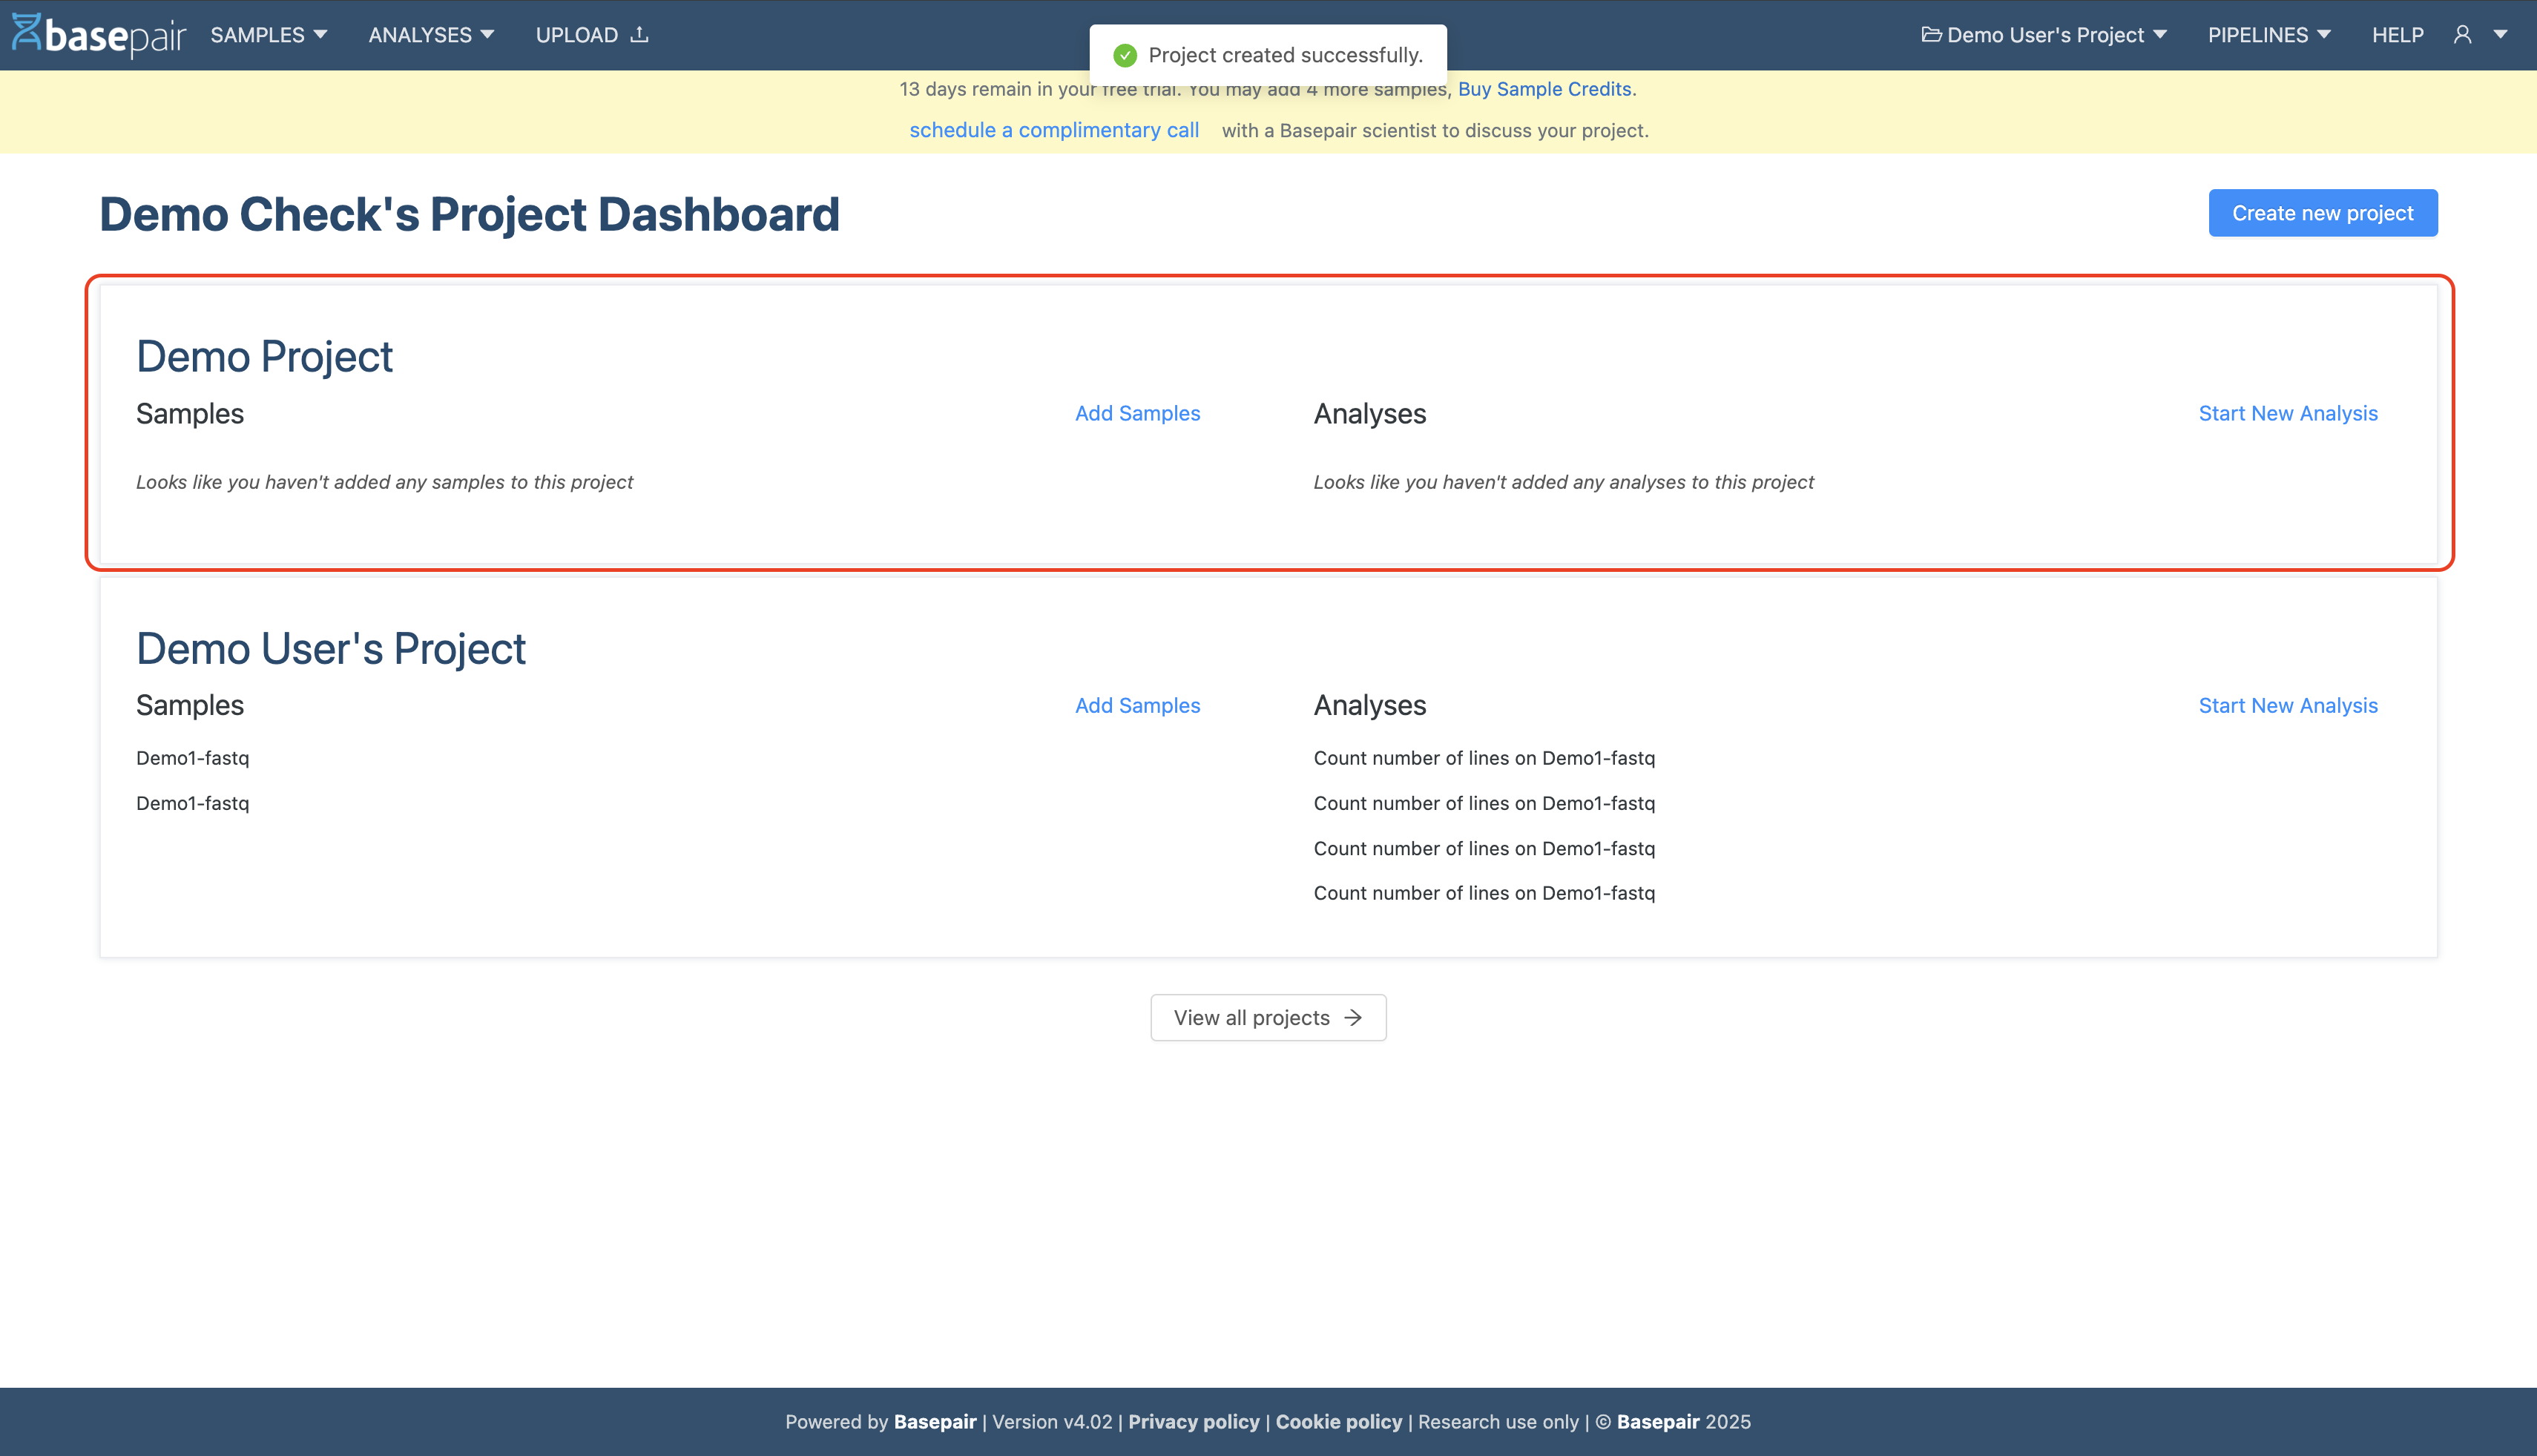 basepair SAMPLES ANALYSES UPLOAD Demo User's Project PIPELINES HELP
Project created successfully.
13 days remain in your free trial. You may add 4 more samples, Buy Sample Credits.
schedule a complimentary call with a Basepair scientist to discuss your project.
Demo Check's Project Dashboard
Create new project
Demo Project
Samples Add Samples Analyses Start New Analysis
Looks like you haven't added any samples to this project Looks like you haven't added any analyses to this project
Demo User's Project
Samples Add Samples Analyses Start New Analysis
Demo1-fastq Count number of lines on Demo1-fastq
Demo1-fastq Count number of lines on Demo1-fastq
Count number of lines on Demo1-fastq
Count number of lines on Demo1-fastq
View all projects →
Powered by Basepair | Version v4.02 | Privacy policy | Cookie policy | Research use only | © Basepair 2025